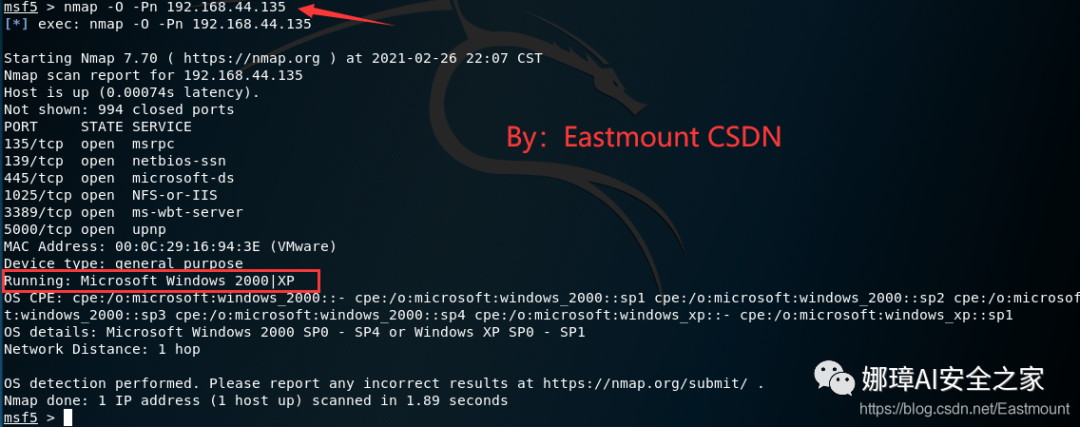 msf5 > nmap -O -Pn 192.168.44.135
[*] exec: nmap -O -Pn 192.168.44.135
Starting Nmap 7.70 ( https://nmap.org ) at 2021-02-26 22:07 CST
Nmap scan report for 192.168.44.135
Host is up (0.00074s latency).
Not shown: 994 closed ports
PORT     STATE SERVICE
135/tcp  open  msrpc
139/tcp  open  netbios-ssn
445/tcp  open  microsoft-ds
1025/tcp open  NFS-or-IIS
3389/tcp open  ms-wbt-server
5000/tcp open  upnp
MAC Address: 00:0C:29:16:94:3E (VMware)
Device type: general purpose
Running: Microsoft Windows 2000|XP
OS CPE: cpe:/o:microsoft:windows_2000::- cpe:/o:microsoft:windows_2000::sp1 cpe:/o:microsoft:windows_2000::sp2 cpe:/o:microsof
t:windows_2000::sp3 cpe:/o:microsoft:windows_2000::sp4 cpe:/o:microsoft:windows_xp::- cpe:/o:microsoft:windows_xp::sp1
OS details: Microsoft Windows 2000 SP0 - SP4 or Windows XP SP0 - SP1
Network Distance: 1 hop
OS detection performed. Please report any incorrect results at https://nmap.org/submit/ .
Nmap done: 1 IP address (1 host up) scanned in 1.89 seconds
msf5 >
By：Eastmount CSDN
娜璋AI安全之家
https://blog.csdn.net/Eastmount